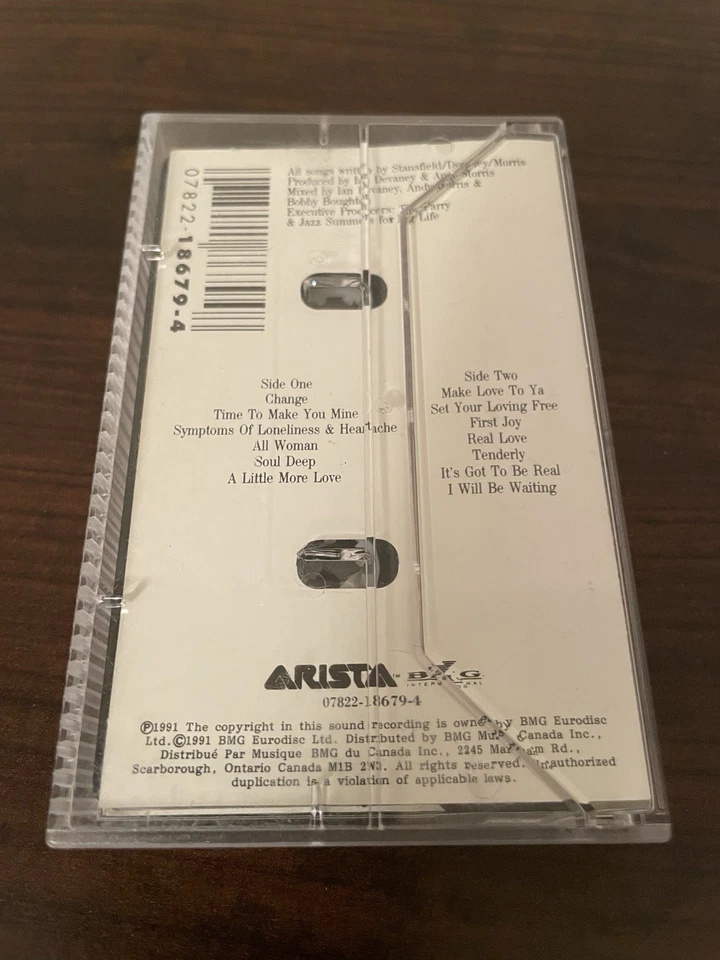 07822-18679-4
All songs written by Stansfield/Devaney/Morris
Produced by Ian Devaney & Andy Morris
Mixed by Ian Devaney, Andy Morris &
Bobby Boughton
Executive Producers: Tim Parry
& Jazz Summers for Big Life
Side One
Change
Time To Make You Mine
Symptoms Of Loneliness & Heartache
All Woman
Soul Deep
A Little More Love
Side Two
Make Love To Ya
Set Your Loving Free
First Joy
Real Love
Tenderly
It's Got To Be Real
I Will Be Waiting
ARISTA™ BMG
INTERNATIONAL
07822-18679-4
Ⓟ1991 The copyright in this sound recording is owned by BMG Eurodisc
Ltd.©1991 BMG Eurodisc Ltd. Distributed by BMG Music Canada Inc.,
Distribué Par Musique BMG du Canada Inc., 2245 Markham Rd.,
Scarborough, Ontario Canada M1B 2W3. All rights reserved. Unauthorized
duplication is a violation of applicable laws.